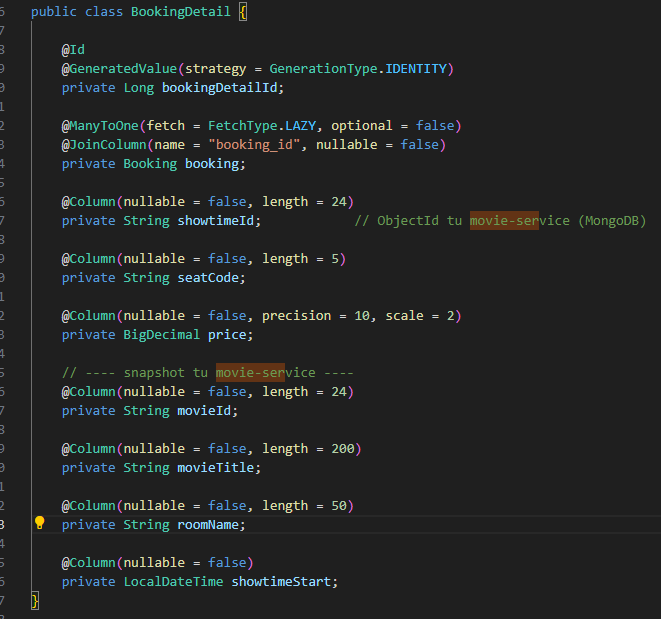 public class BookingDetail {
@Id
@GeneratedValue(strategy = GenerationType.IDENTITY)
private Long bookingDetailId;
@ManyToOne(fetch = FetchType.LAZY, optional = false)
@JoinColumn(name = "booking_id", nullable = false)
private Booking booking;
@Column(nullable = false, length = 24)
private String showtimeId;            // ObjectId tu movie-service (MongoDB)
@Column(nullable = false, length = 5)
private String seatCode;
@Column(nullable = false, precision = 10, scale = 2)
private BigDecimal price;
// ---- snapshot tu movie-service ----
@Column(nullable = false, length = 24)
private String movieId;
@Column(nullable = false, length = 200)
private String movieTitle;
@Column(nullable = false, length = 50)
private String roomName;
@Column(nullable = false)
private LocalDateTime showtimeStart;
}